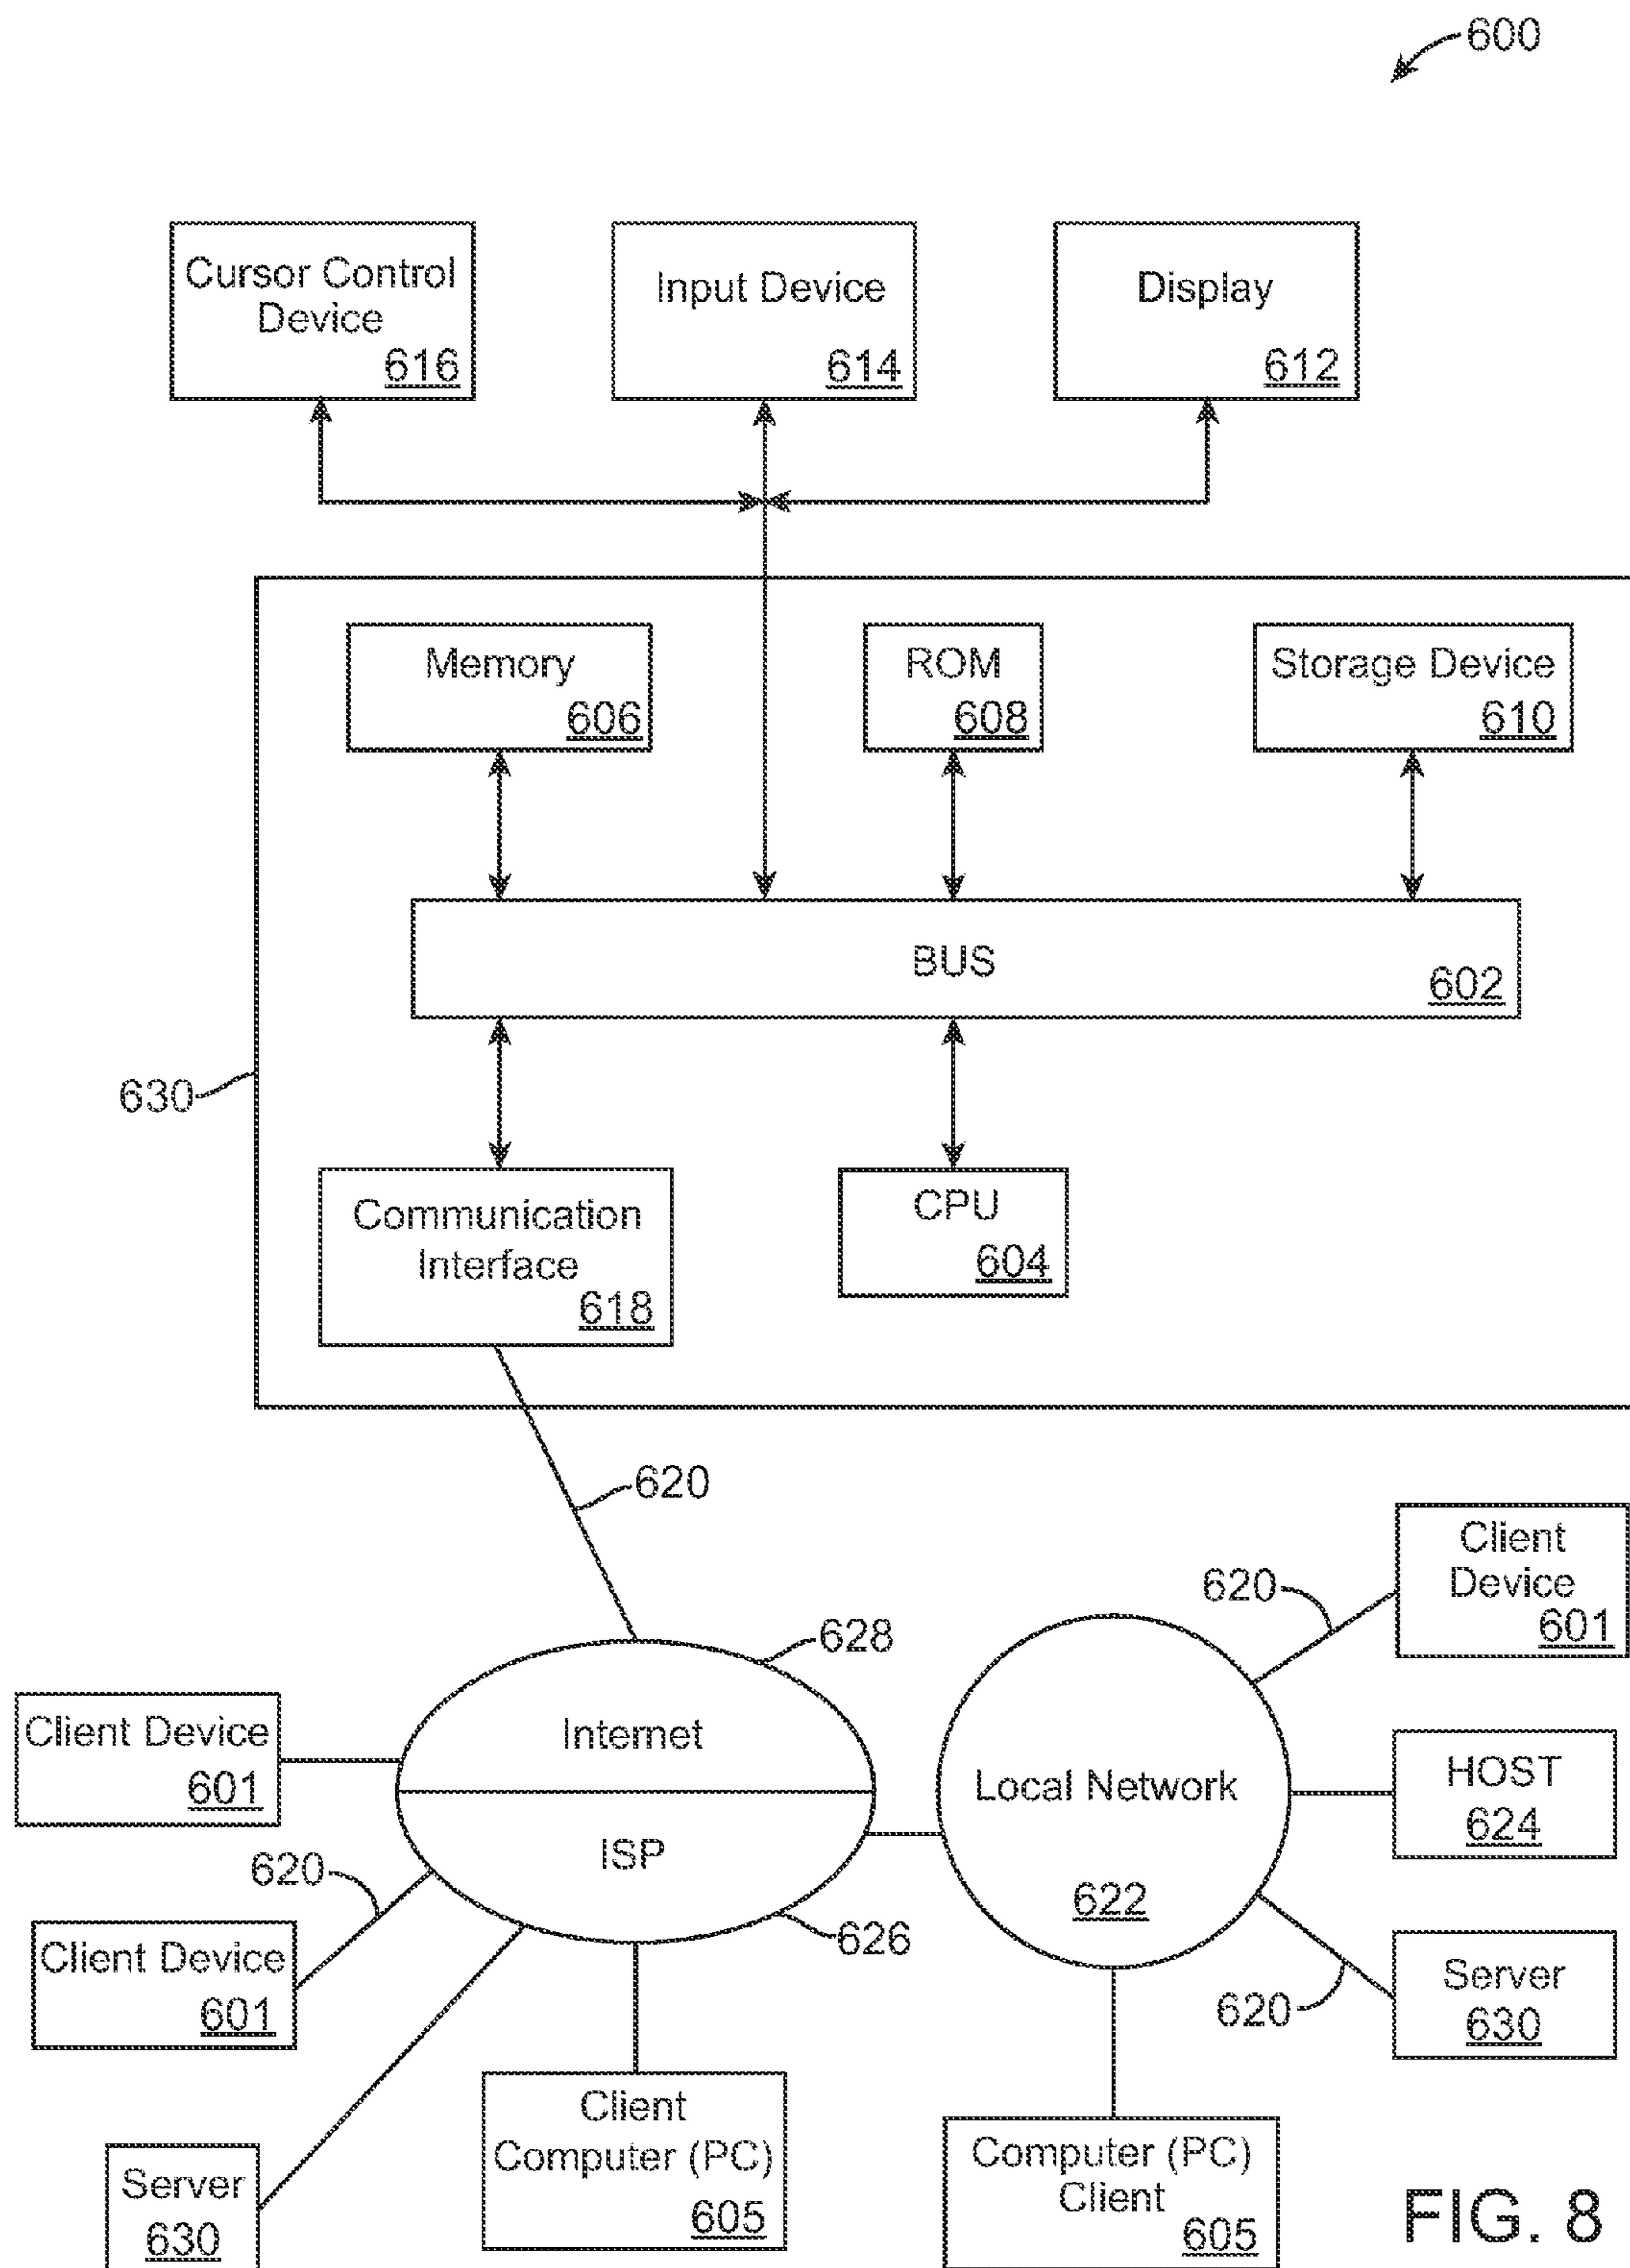 600
Cursor Control
Device
616
Input Device
614
Display
612
Memory
606
ROM
608
Storage Device
610
BUS
602
630
Communication
Interface
618
CPU
604
620
Client
Device
601
620
628
Internet
Client Device
601
Local Network
622
HOST
624
ISP
620
626
Client Device
601
Server
630
620
Client
Computer (PC)
605
Computer (PC)
Client
605
Server
630
FIG. 8